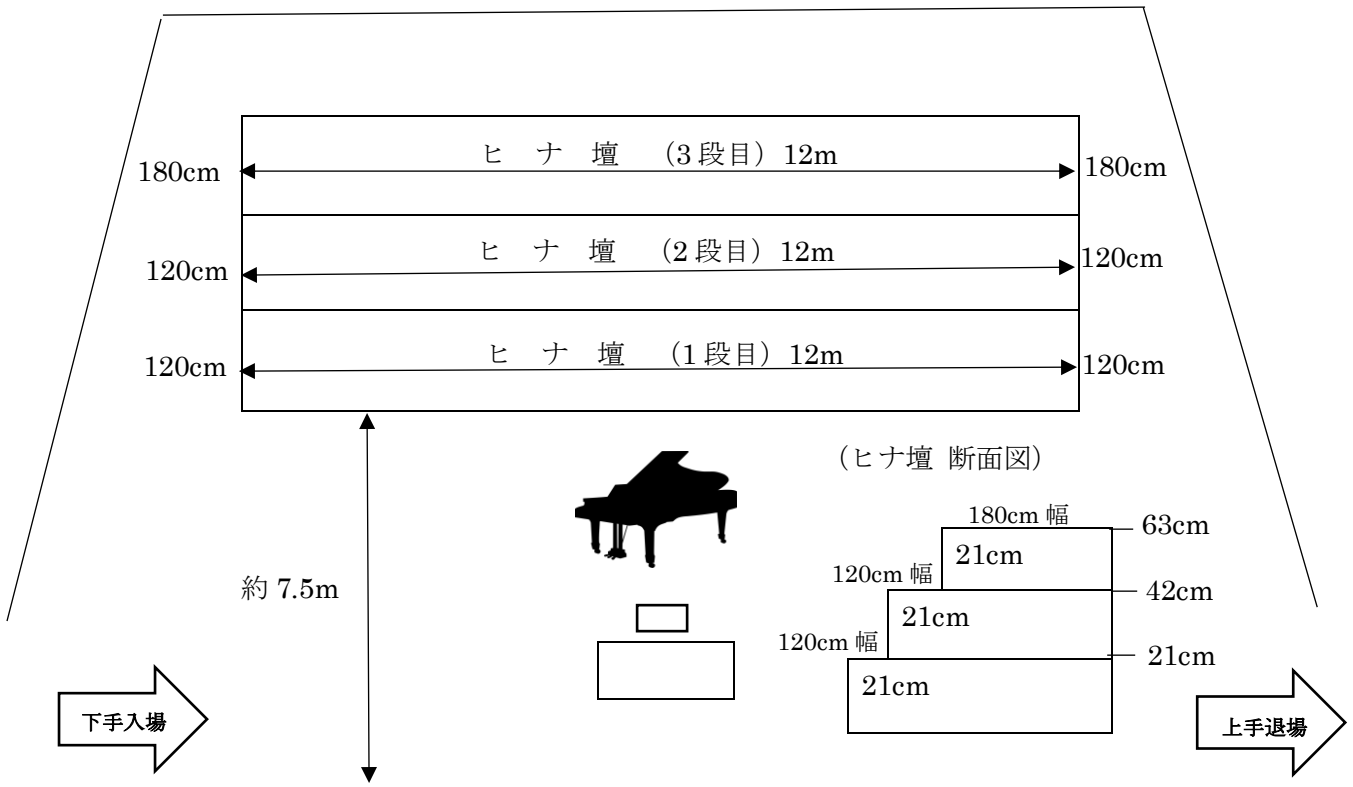 ヒ ナ 壇 （3 段目）12m
180cm
180cm
ヒ ナ 壇 （2 段目）12m
120cm
120cm
ヒ ナ 壇 （1 段目）12m
120cm
120cm
（ヒナ壇 断面図）
180cm 幅
63cm
21cm
120cm 幅
42cm
21cm
120cm 幅
21cm
21cm
約 7.5m
下手入場
上手退場